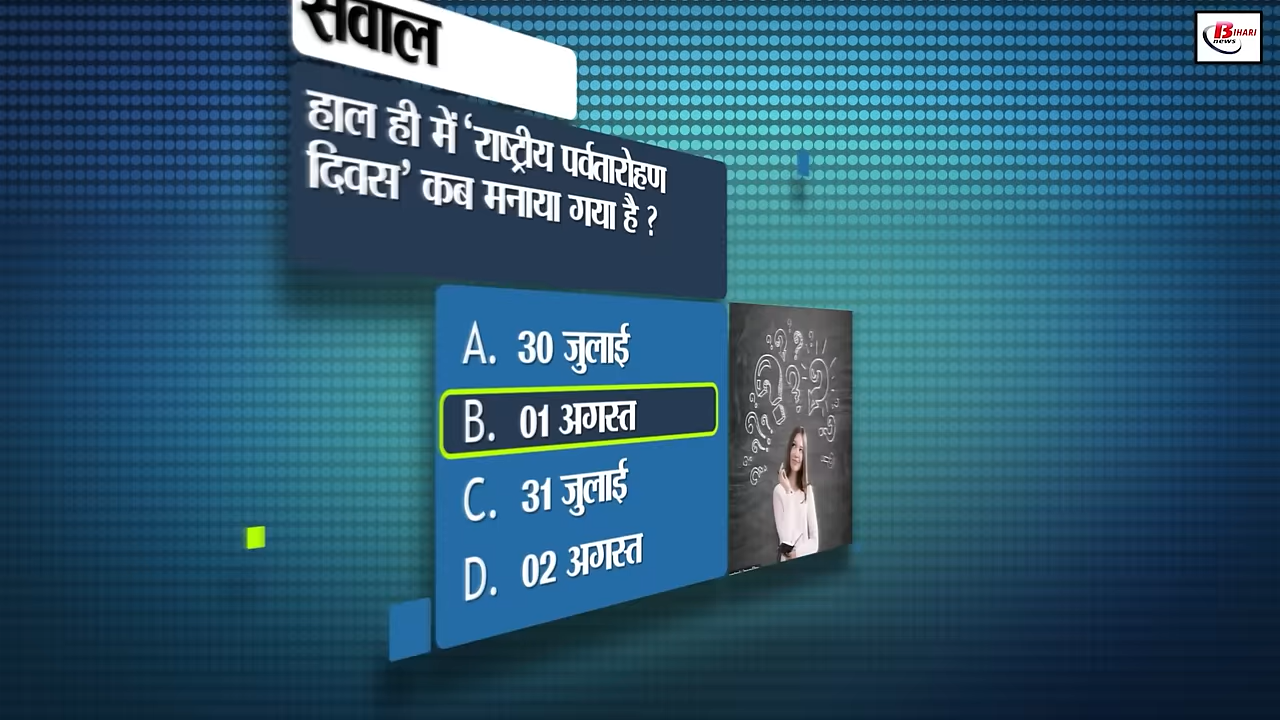 सवाल
हाल ही में ‘राष्ट्रीय पर्वतारोहण
दिवस’ कब मनाया गया है ?
A. 30 जुलाई
B. 01 अगस्त
C. 31 जुलाई
D. 02 अगस्त
BIHARI
news